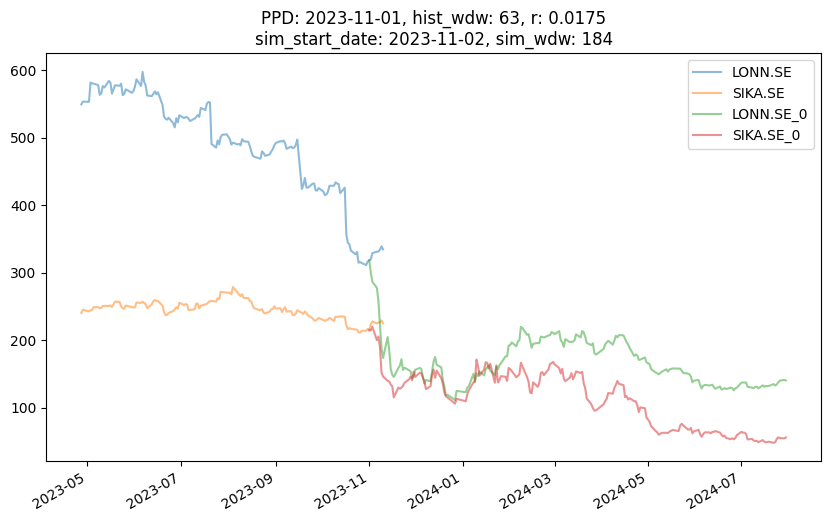 PPD: 2023-11-01, hist_wdw: 63, r: 0.0175
sim_start_date: 2023-11-02, sim_wdw: 184
600
500
400
300
200
100
LONN.SE
SIKA.SE
LONN.SE_0
SIKA.SE_0
2023-05
2023-07
2023-09
2023-11
2024-01
2024-03
2024-05
2024-07